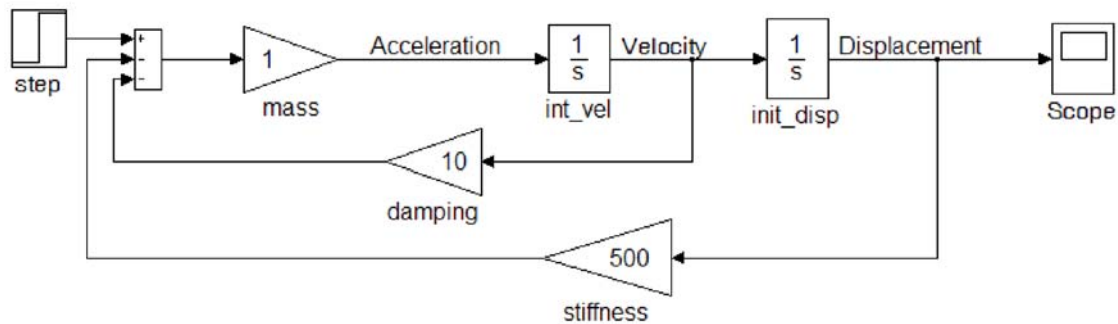 step
+
−
−
1
mass
Acceleration
1
s
int_vel
Velocity
1
s
init_disp
Displacement
Scope
10
damping
500
stiffness